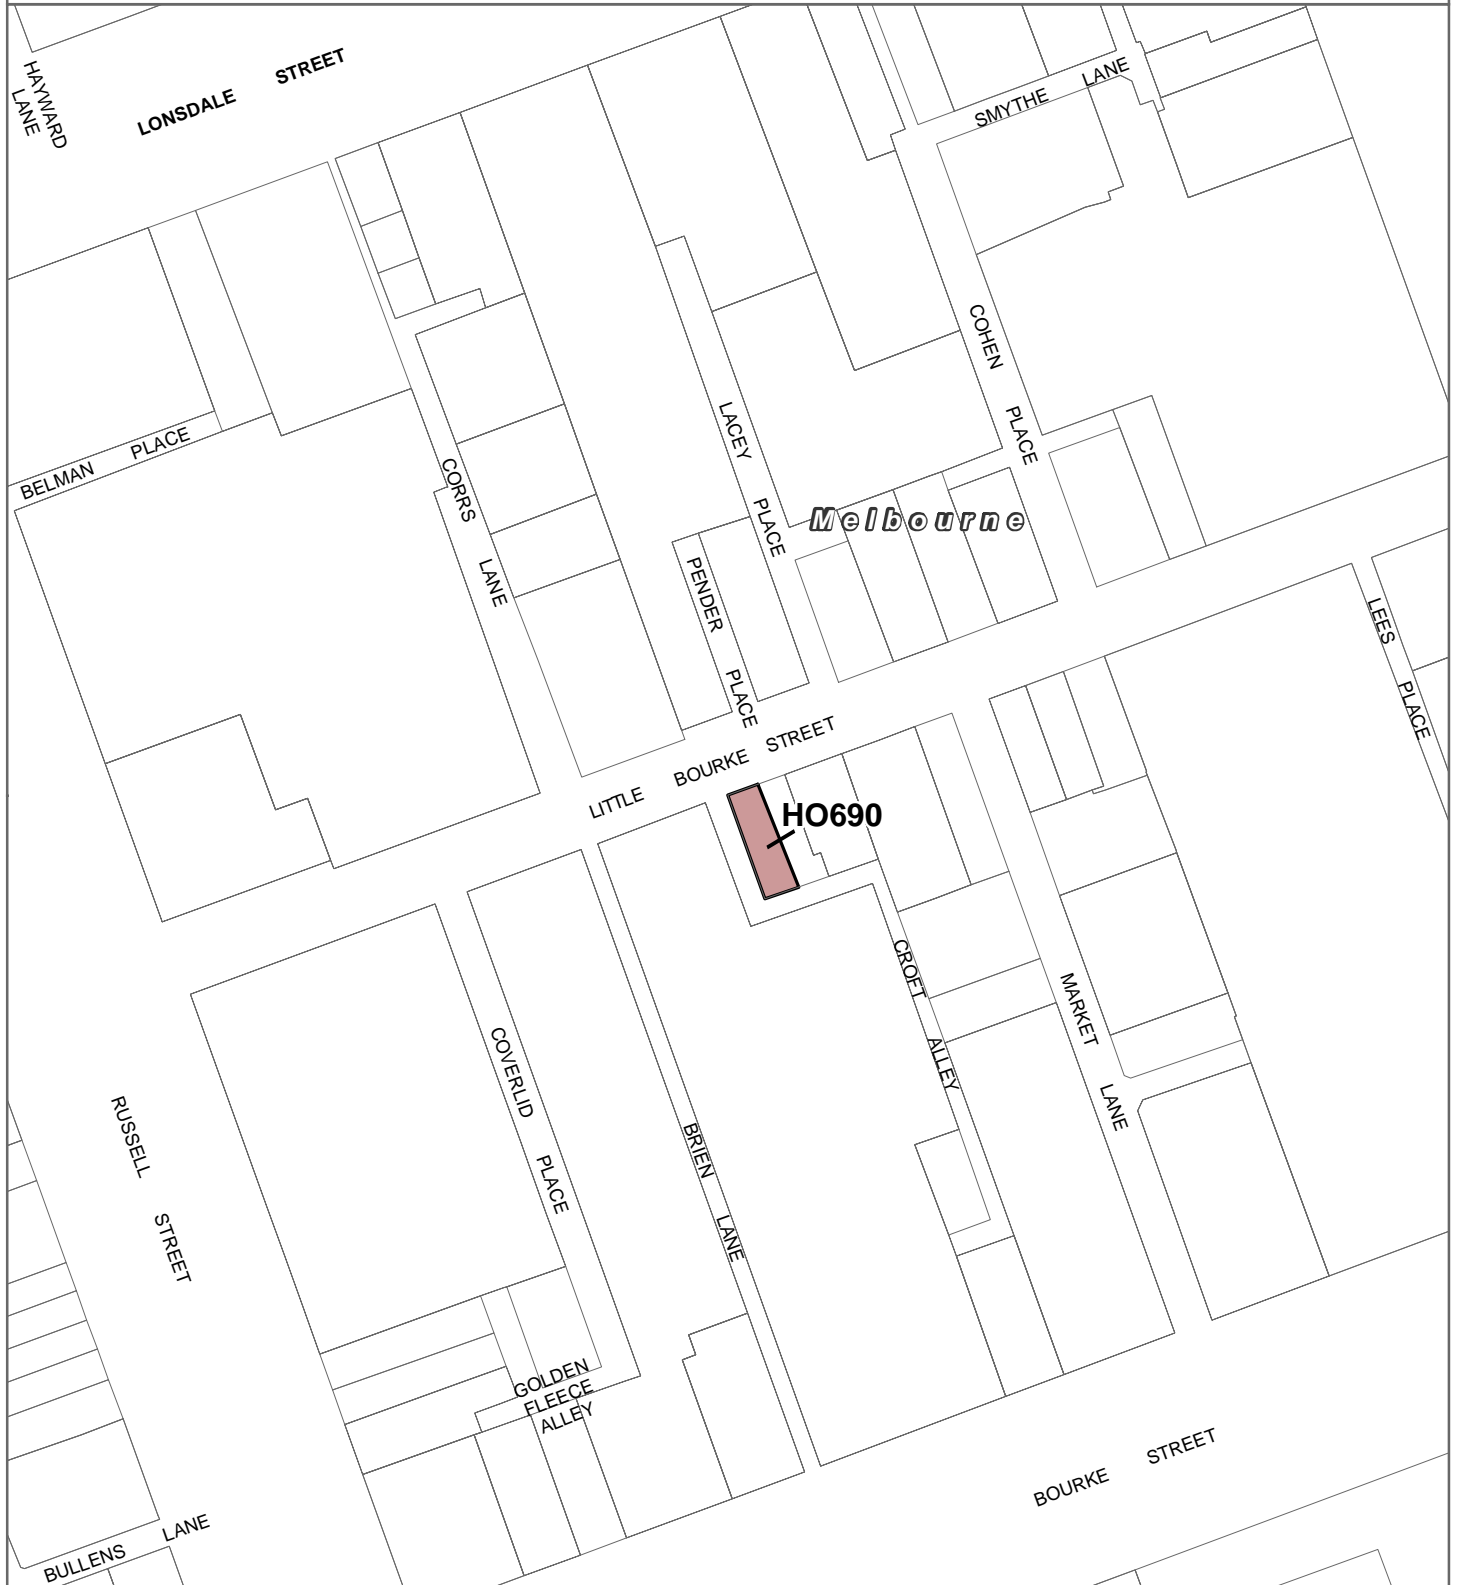 HAYWARD
LANE
LONSDALE STREET
SMYTHE LANE
COHEN PLACE
BELMAN PLACE
CORRS LANE
LACEY PLACE
Melbourne
PENDER PLACE
LEES PLACE
LITTLE BOURKE STREET
HO690
CROFT ALLEY
MARKET LANE
COVERLID PLACE
BRIEN LANE
RUSSELL STREET
GOLDEN
FLEECE
ALLEY
BOURKE STREET
BULLENS LANE